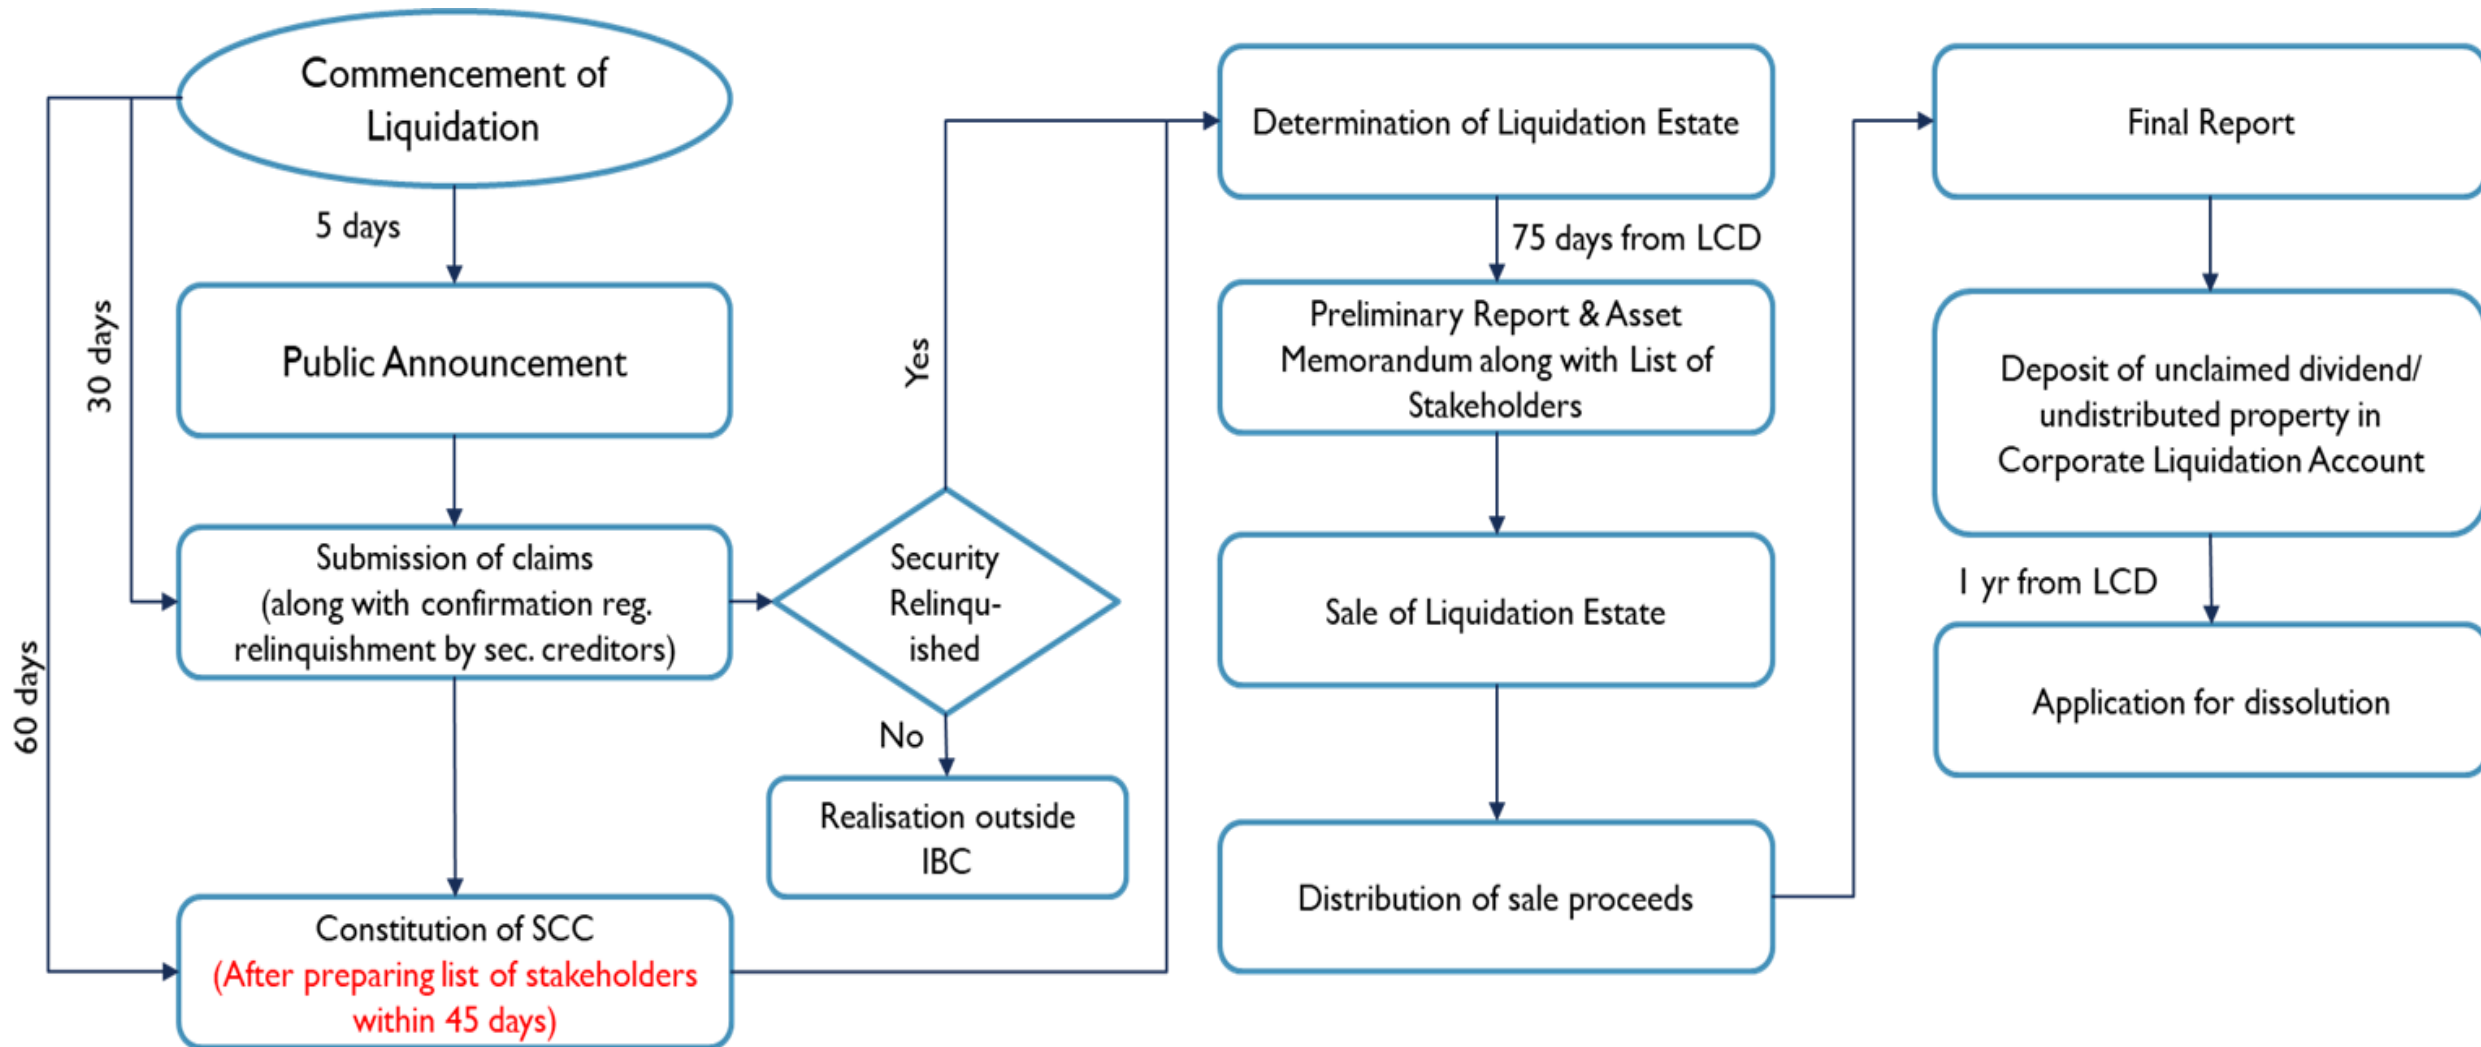 Commencement of
Liquidation
5 days
30 days
60 days
Public Announcement
Submission of claims
(along with confirmation reg.
relinquishment by sec. creditors)
Constitution of SCC
(After preparing list of stakeholders
within 45 days)
Yes
Security
Relinqu-
ished
No
Realisation outside
IBC
Determination of Liquidation Estate
75 days from LCD
Preliminary Report & Asset
Memorandum along with List of
Stakeholders
Sale of Liquidation Estate
Distribution of sale proceeds
Final Report
Deposit of unclaimed dividend/
undistributed property in
Corporate Liquidation Account
1 yr from LCD
Application for dissolution